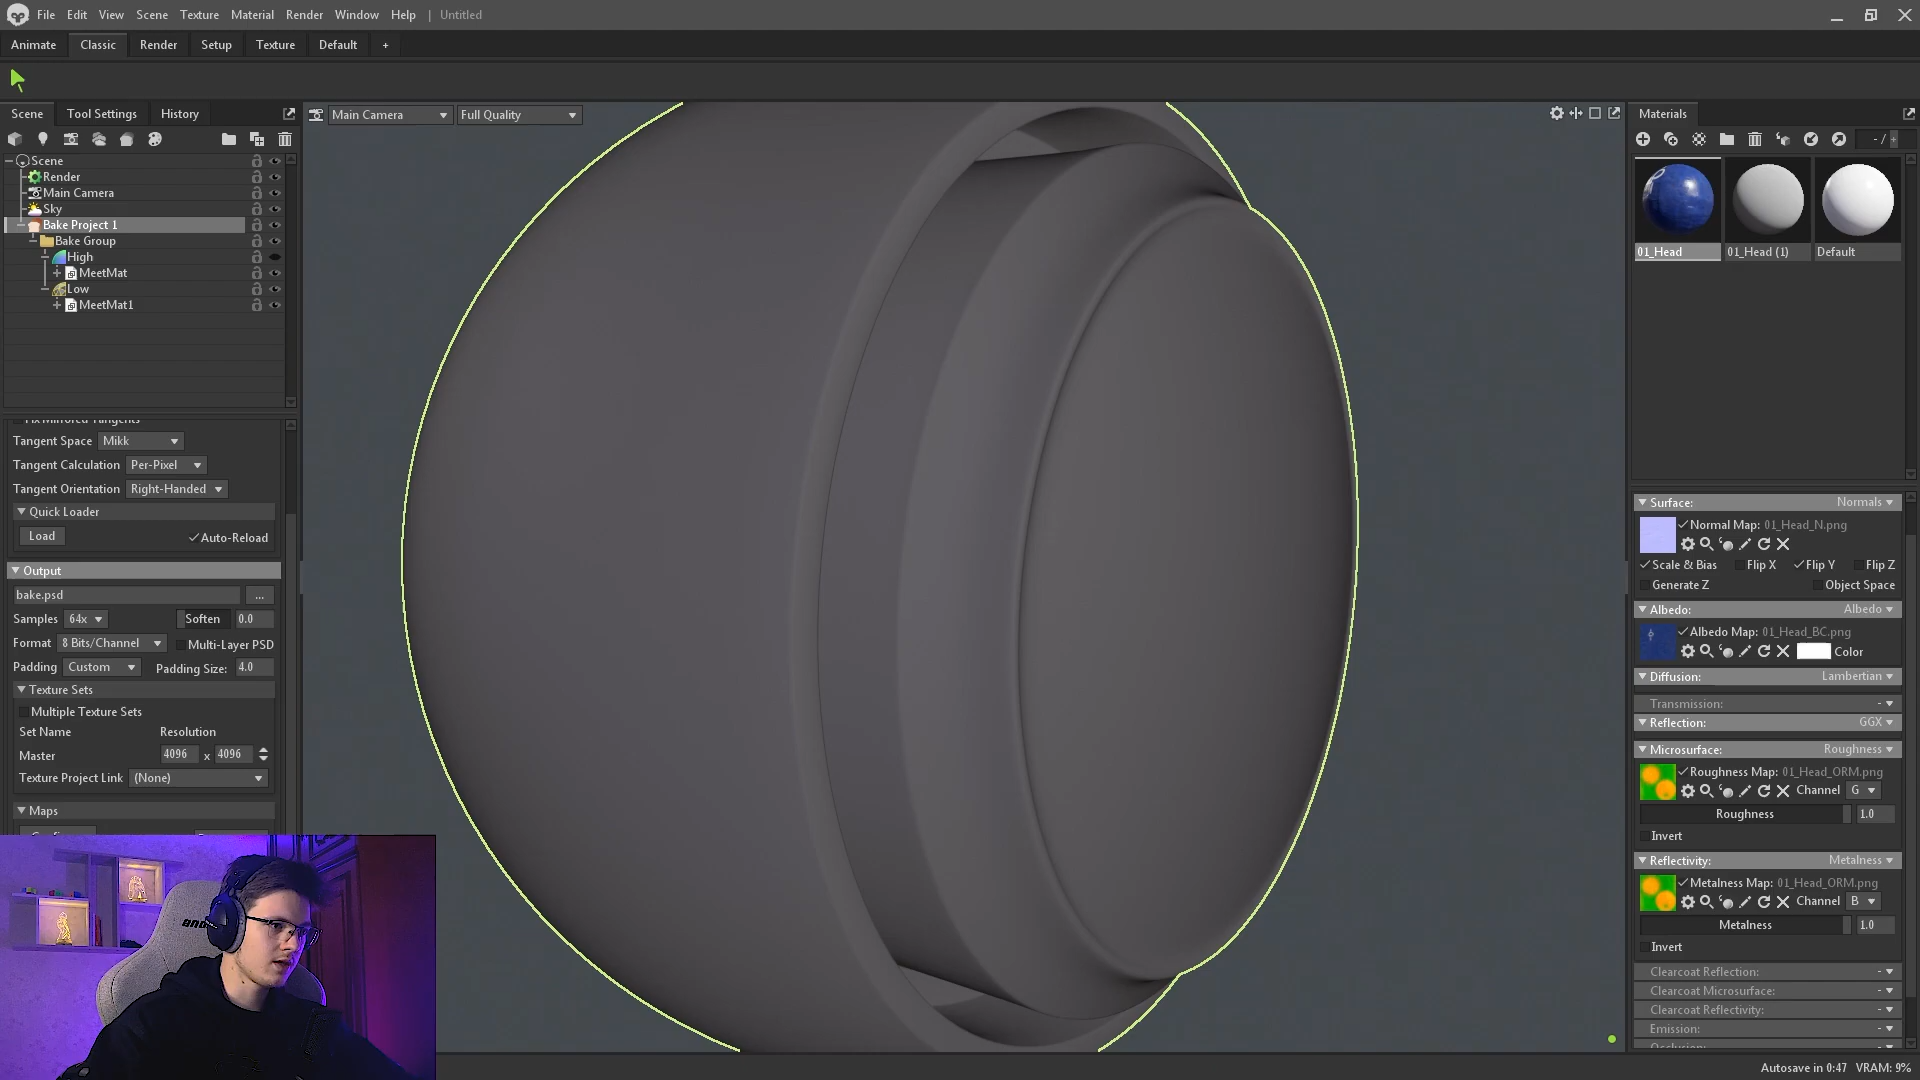 File Edit View Scene Texture Material Render Window Help | Untitled
Animate Classic Render Setup Texture Default +
Scene Tool Settings History
Main Camera Full Quality
Materials
Scene
Render
Main Camera
Sky
Bake Project 1
Bake Group
High
MeetMat
Low
MeetMat1
Fix Mirrored Tangents
Tangent Space Mikk
Tangent Calculation Per-Pixel
Tangent Orientation Right-Handed
Quick Loader
Load Auto-Reload
Output
bake.psd ...
Samples 64x Soften 0.0
Format 8 Bits/Channel Multi-Layer PSD
Padding Custom Padding Size: 4.0
Texture Sets
Multiple Texture Sets
Set Name Resolution
Master 4096 x 4096
Texture Project Link (None)
Maps
01_Head 01_Head (1) Default
Surface: Normals
Normal Map: 01_Head_N.png
Scale & Bias Flip X Flip Y Flip Z
Generate Z Object Space
Albedo: Albedo
Albedo Map: 01_Head_BC.png
Color
Diffusion: Lambertian
Transmission: -
Reflection: GGX
Microsurface: Roughness
Roughness Map: 01_Head_ORM.png
Channel G
Roughness 1.0
Invert
Reflectivity: Metalness
Metalness Map: 01_Head_ORM.png
Channel B
Metalness 1.0
Invert
Clearcoat Reflection: -
Clearcoat Microsurface: -
Clearcoat Reflectivity: -
Emission: -
Autosave in 0:47 VRAM: 9%